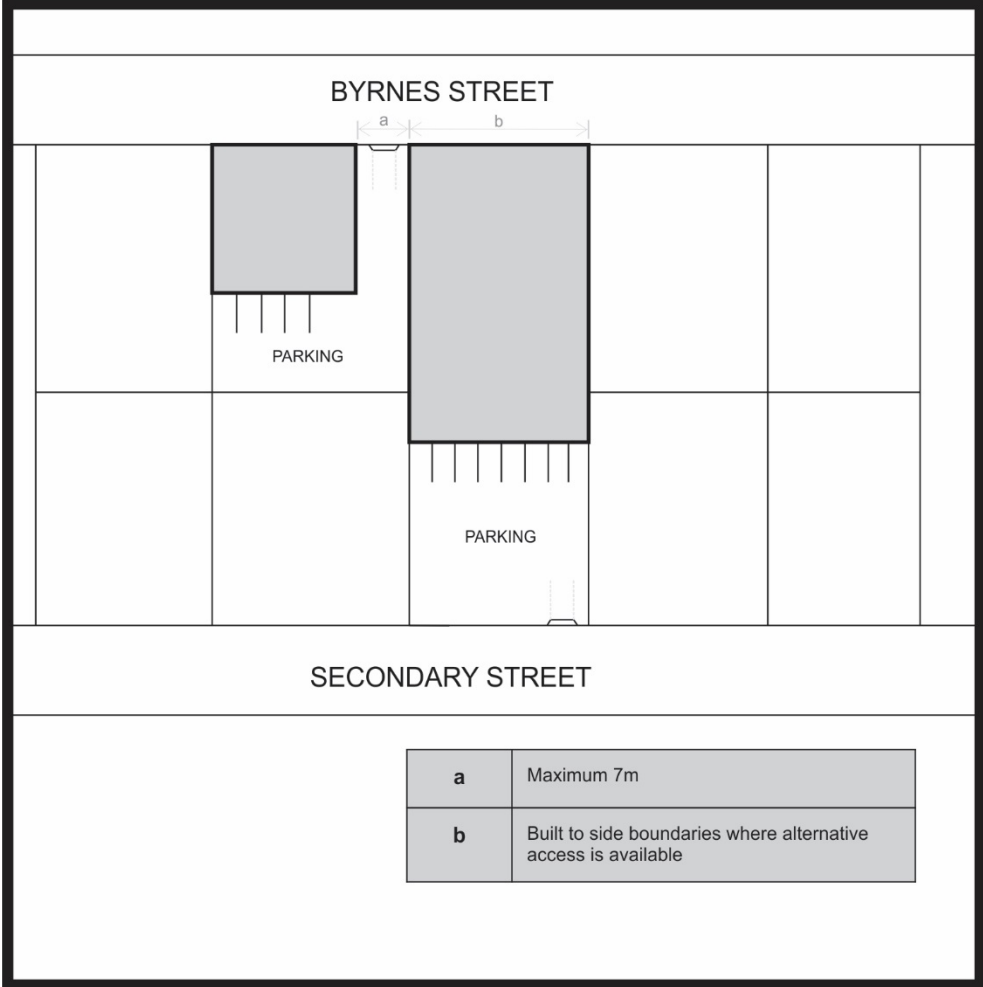 BYRNES STREET
a
b
PARKING
PARKING
SECONDARY STREET
a
Maximum 7m
b
Built to side boundaries where alternative
access is available